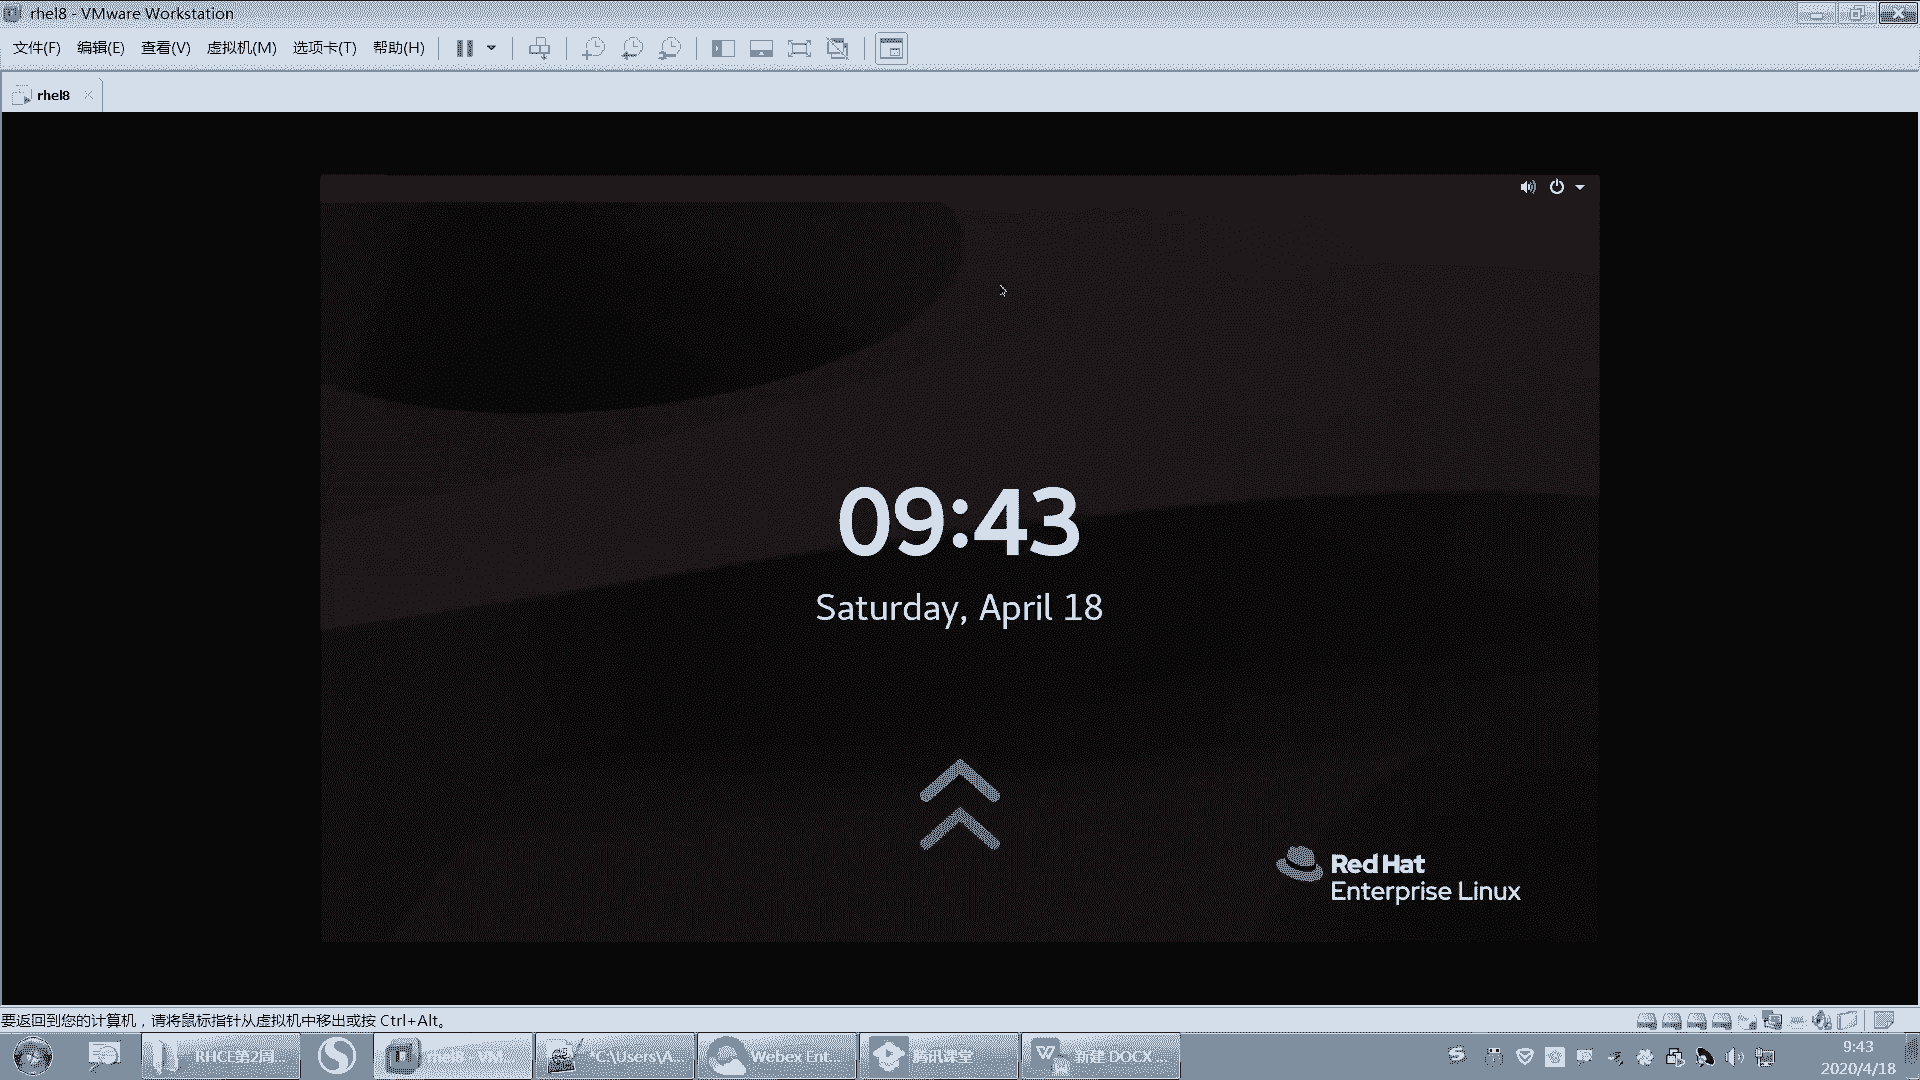 rhel8 - VMware Workstation
文件(F) 编辑(E) 查看(V) 虚拟机(M) 选项卡(T) 帮助(H)
rhel8
09:43
Saturday, April 18
Red Hat
Enterprise Linux
要返回到您的计算机，请将鼠标指针从虚拟机中移出或按 Ctrl+Alt。
RHCE第2周... rhel8 - VM... *C:\Users\A... Webex Ent... 腾讯课堂 新建 DOCX ...
9:43
2020/4/18